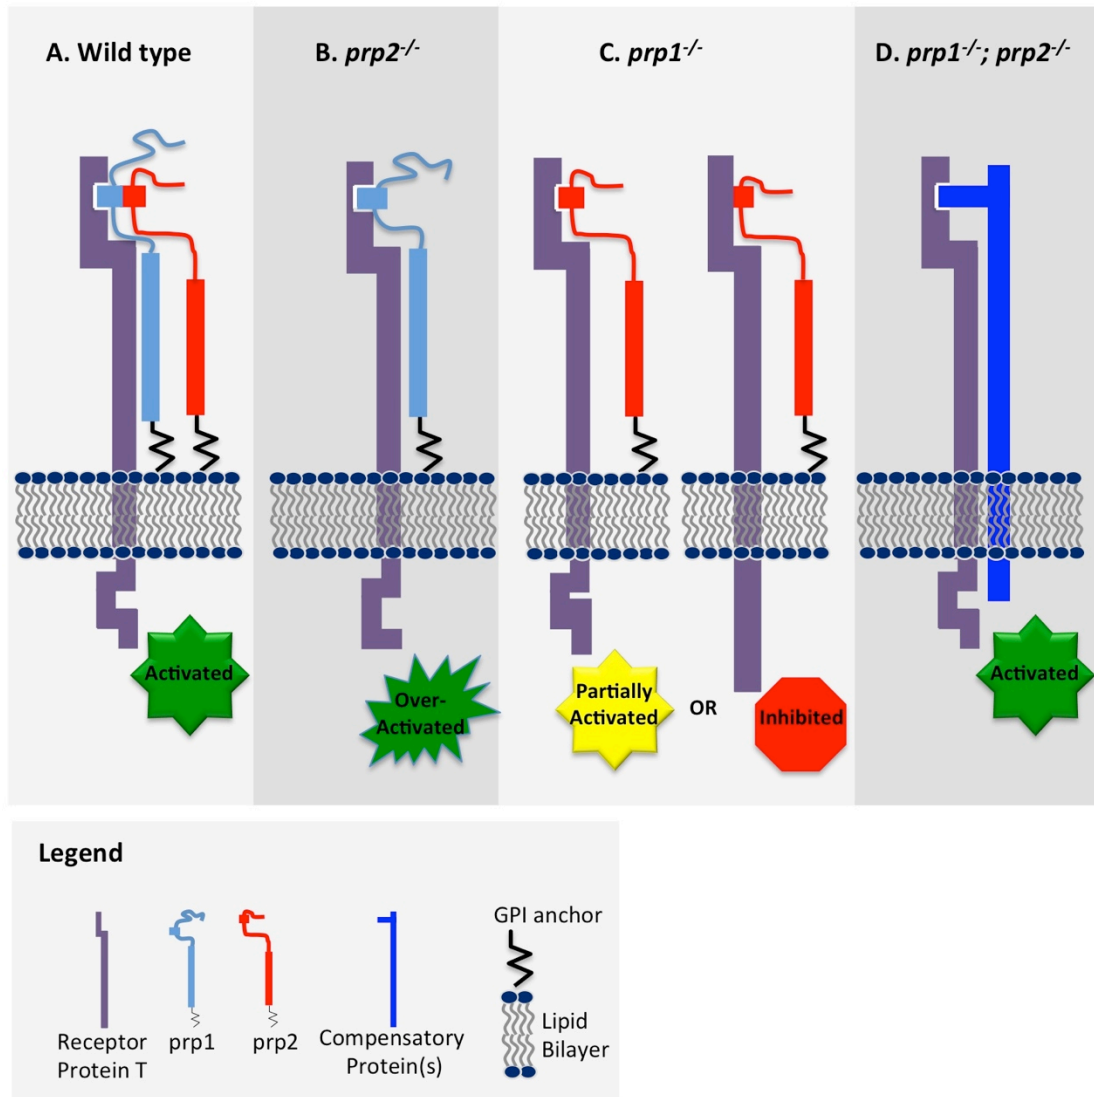 A. Wild type
B. prp2-/-
C. prp1-/-
D. prp1-/-; prp2-/-
Activated
Over-
Activated
Partially
Activated
OR
Inhibited
Activated
Legend
GPI anchor
Receptor
Protein T
prp1
prp2
Compensatory
Protein(s)
Lipid
Bilayer